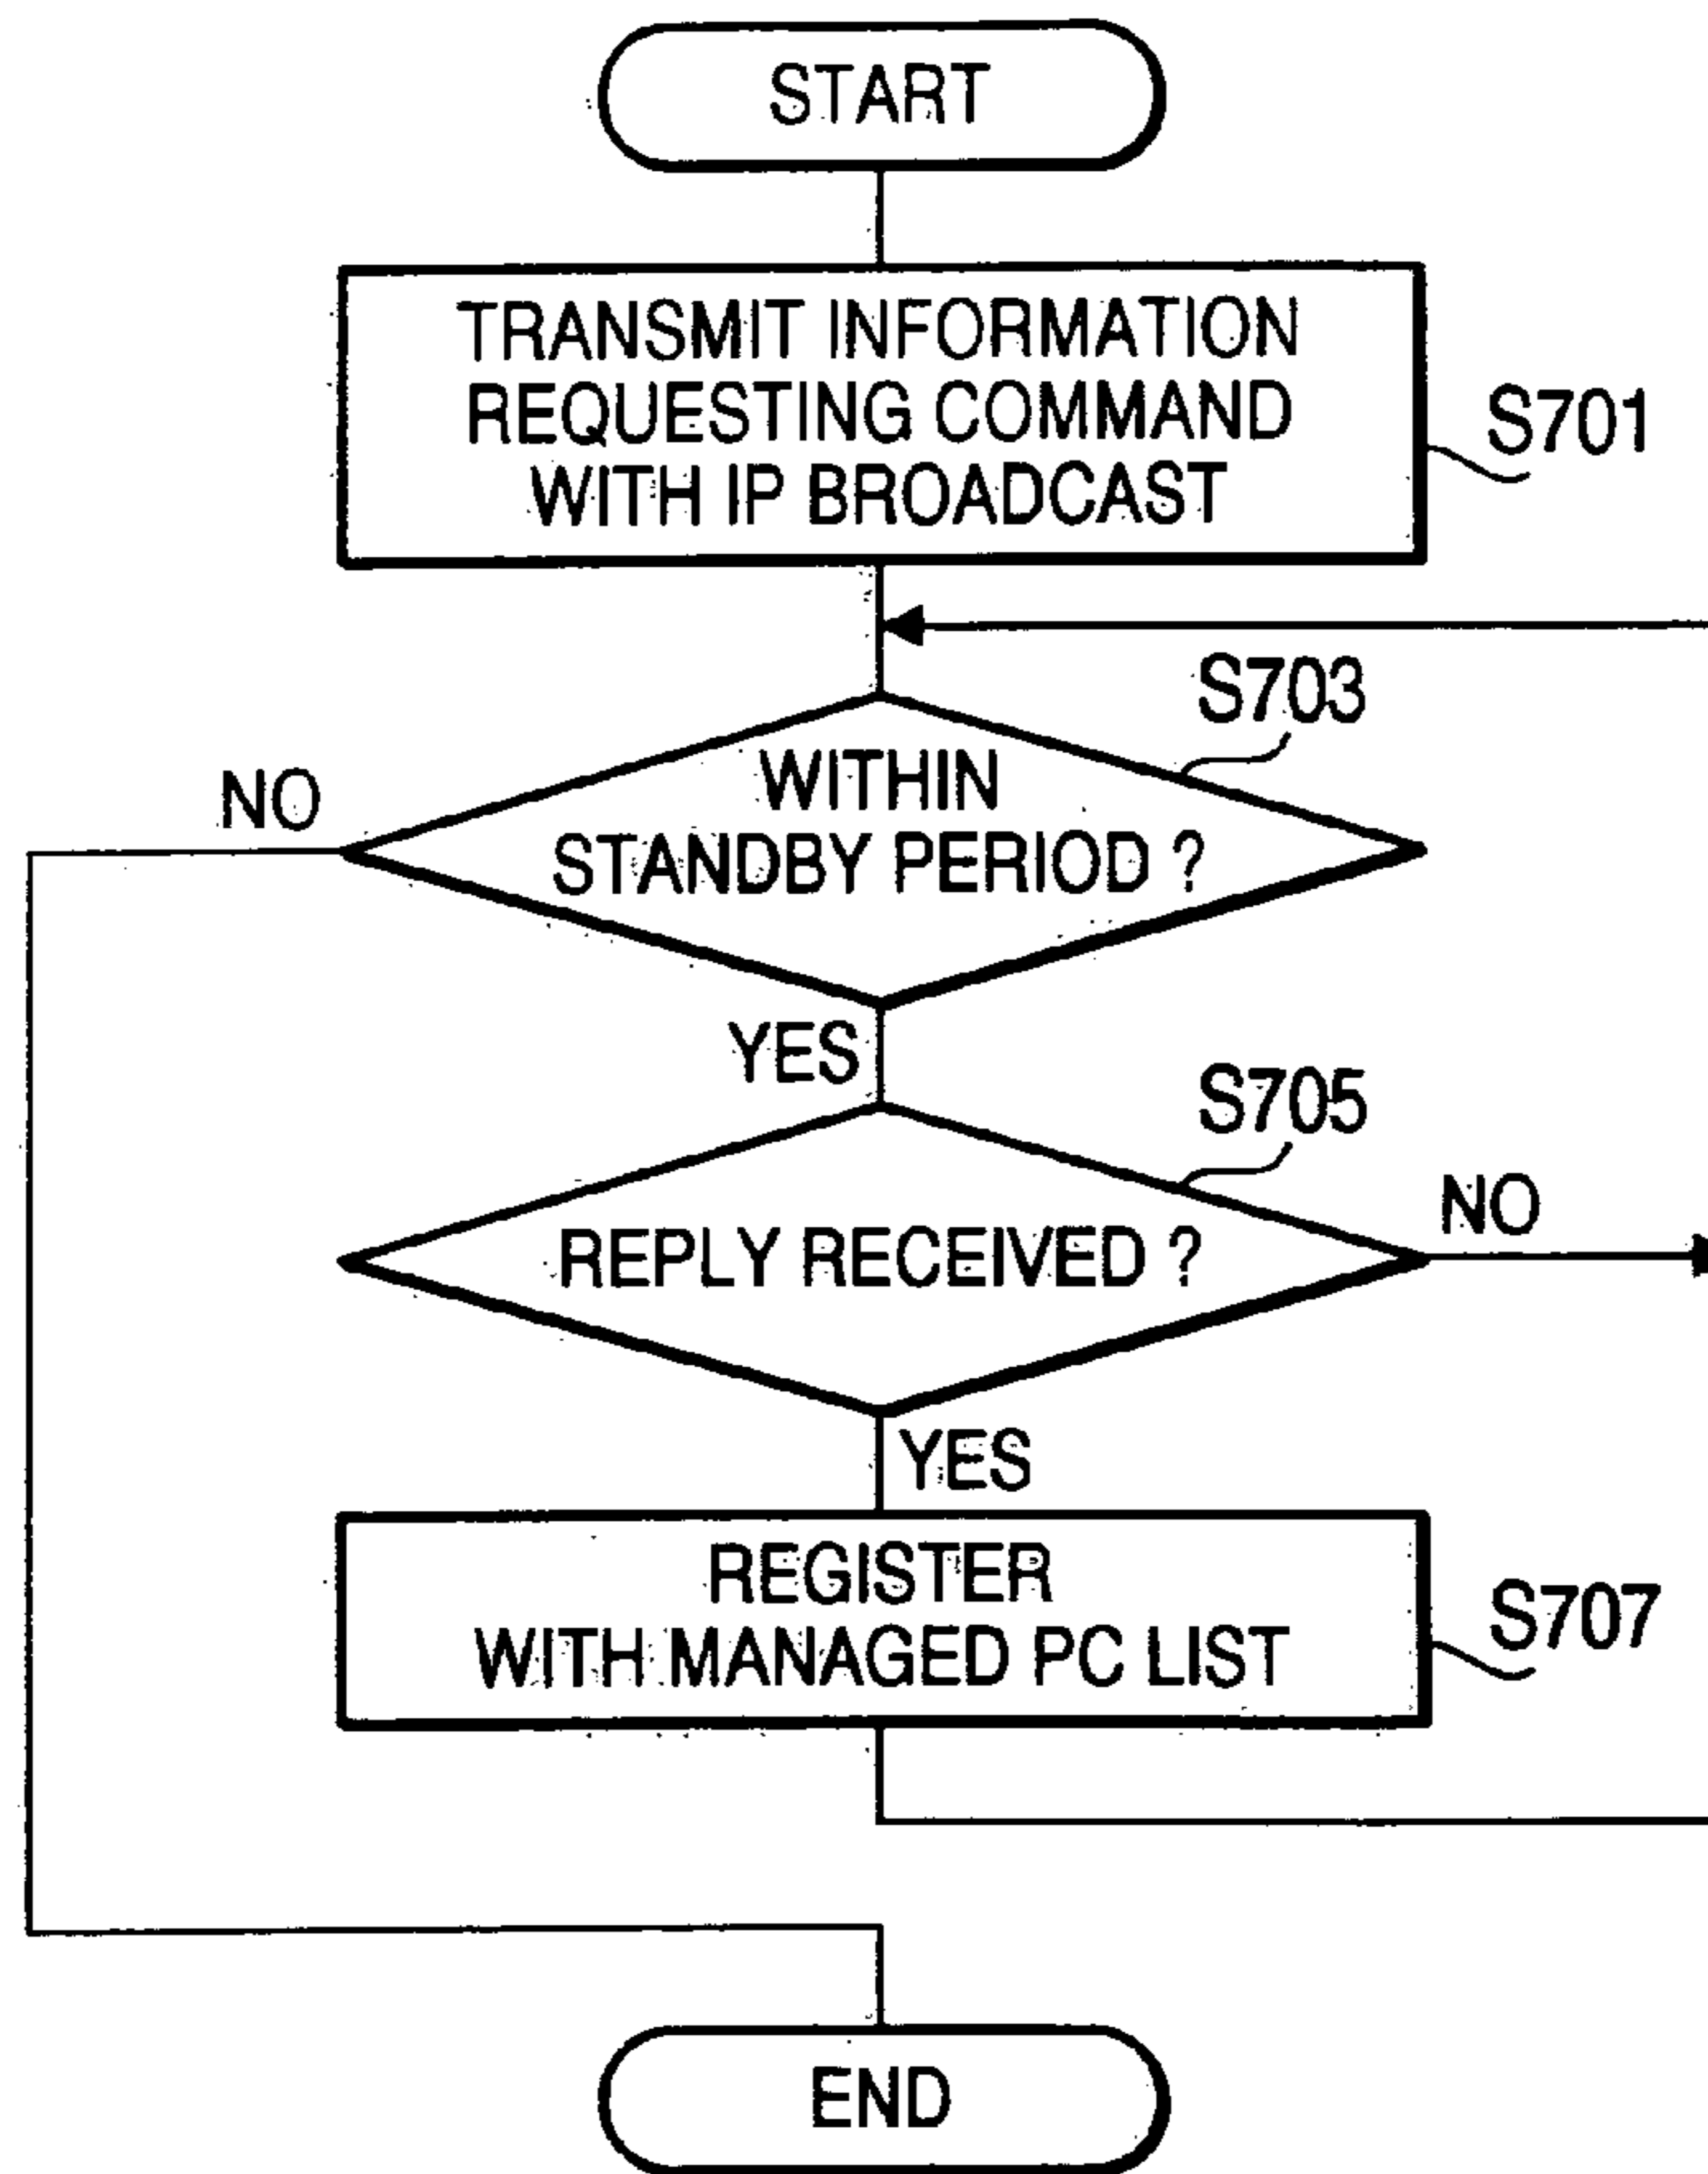 START
TRANSMIT INFORMATION
REQUESTING COMMAND
WITH IP BROADCAST
S701
S703
WITHIN
STANDBY PERIOD ?
NO
YES
S705
REPLY RECEIVED ?
NO
YES
REGISTER
WITH MANAGED PC LIST
S707
END